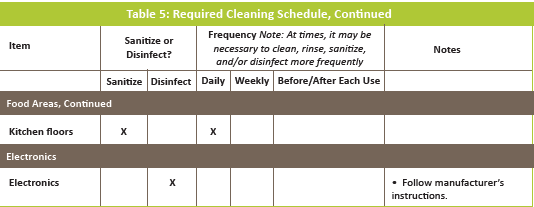 Table 5: Required Cleaning Schedule, Continued
Item
Sanitize or
Disinfect?
Frequency Note: At times, it may be
necessary to clean, rinse, sanitize,
and/or disinfect more frequently
Notes
Sanitize Disinfect Daily Weekly Before/After Each Use
Food Areas, Continued
Kitchen floors X X
Electronics
Electronics X • Follow manufacturer's
instructions.